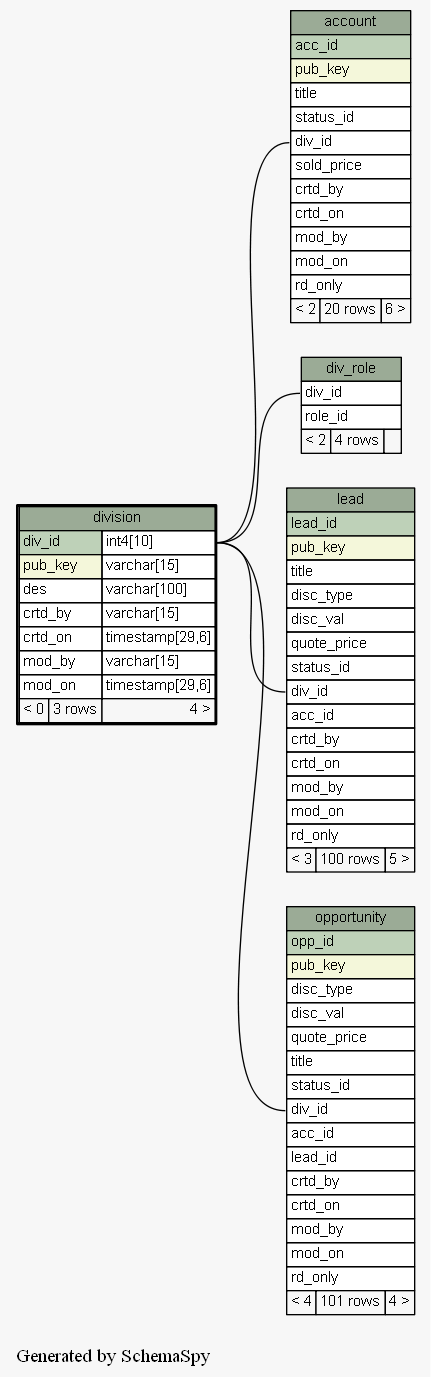 account
acc_id
pub_key
title
status_id
div_id
sold_price
crtd_by
crtd_on
mod_by
mod_on
rd_only
< 2 20 rows 6 >
div_role
div_id
role_id
< 2 4 rows
division
div_id int4[10]
pub_key varchar[15]
des varchar[100]
crtd_by varchar[15]
crtd_on timestamp[29,6]
mod_by varchar[15]
mod_on timestamp[29,6]
< 0 3 rows 4 >
lead
lead_id
pub_key
title
disc_type
disc_val
quote_price
status_id
div_id
acc_id
crtd_by
crtd_on
mod_by
mod_on
rd_only
< 3 100 rows 5 >
opportunity
opp_id
pub_key
disc_type
disc_val
quote_price
title
status_id
div_id
acc_id
lead_id
crtd_by
crtd_on
mod_by
mod_on
rd_only
< 4 101 rows 4 >
Generated by SchemaSpy